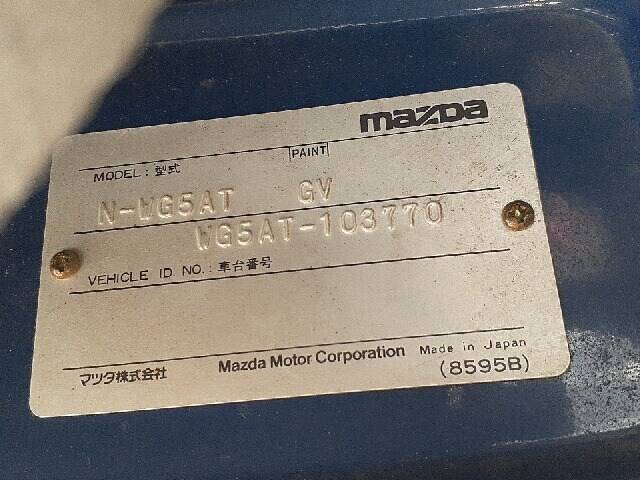 mazda
MODEL : 型式 PAINT
N-WG5AT GV
WG5AT-103770
VEHICLE ID. NO. : 車台番号
マツダ株式会社 Mazda Motor Corporation Made in Japan
(8595B)